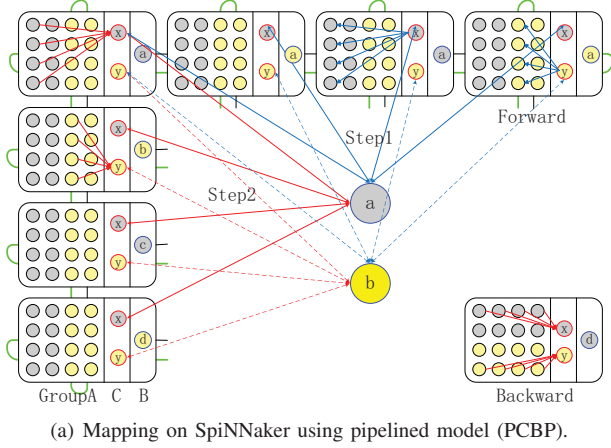 x
a
y
x
a
y
x
a
y
x
a
y
Forward
x
b
y
Step1
Step2
a
x
c
y
b
x
d
y
x
d
y
GroupA C B
Backward
(a) Mapping on SpiNNaker using pipelined model (PCBP).